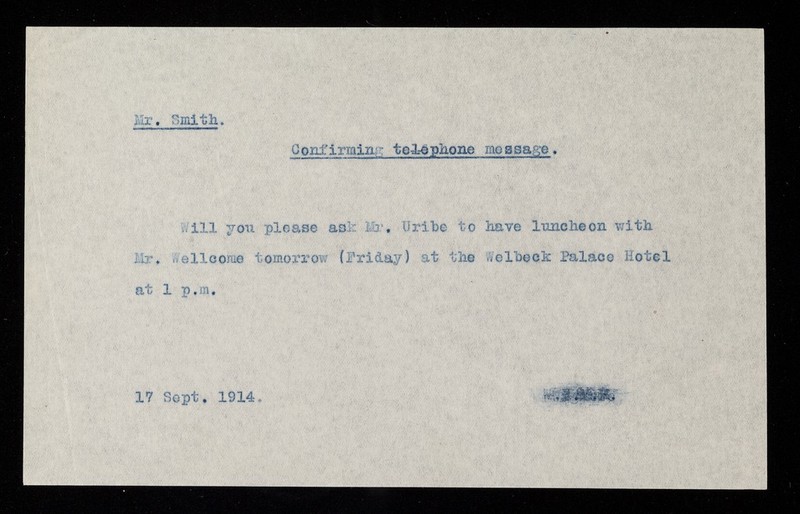 Mr. Smith.
Confirming telephone message.
Will you please ask Mr. Uribe to have luncheon with
Mr. Wellcome tomorrow (Friday) at the Welbeck Palace Hotel
at 1 p.m.
17 Sept. 1914.